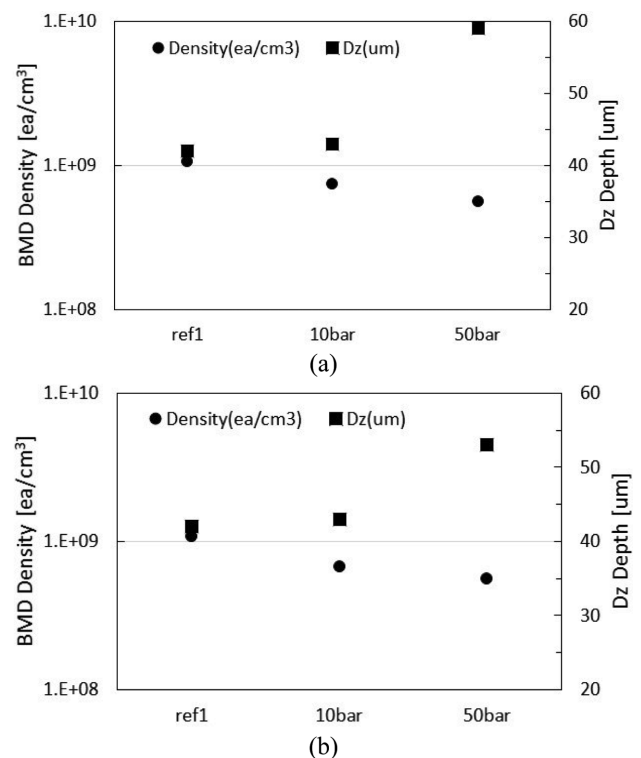 1.E+10
60
Density(ea/cm3) Dz(um)
50
BMD Density [ea/cm³]
1.E+09
40
Dz Depth [um]
30
1.E+08
20
ref1 10bar 50bar
(a)
1.E+10
60
Density(ea/cm3) Dz(um)
50
BMD Density [ea/cm³]
1.E+09
40
Dz Depth [um]
30
1.E+08
20
ref1 10bar 50bar
(b)